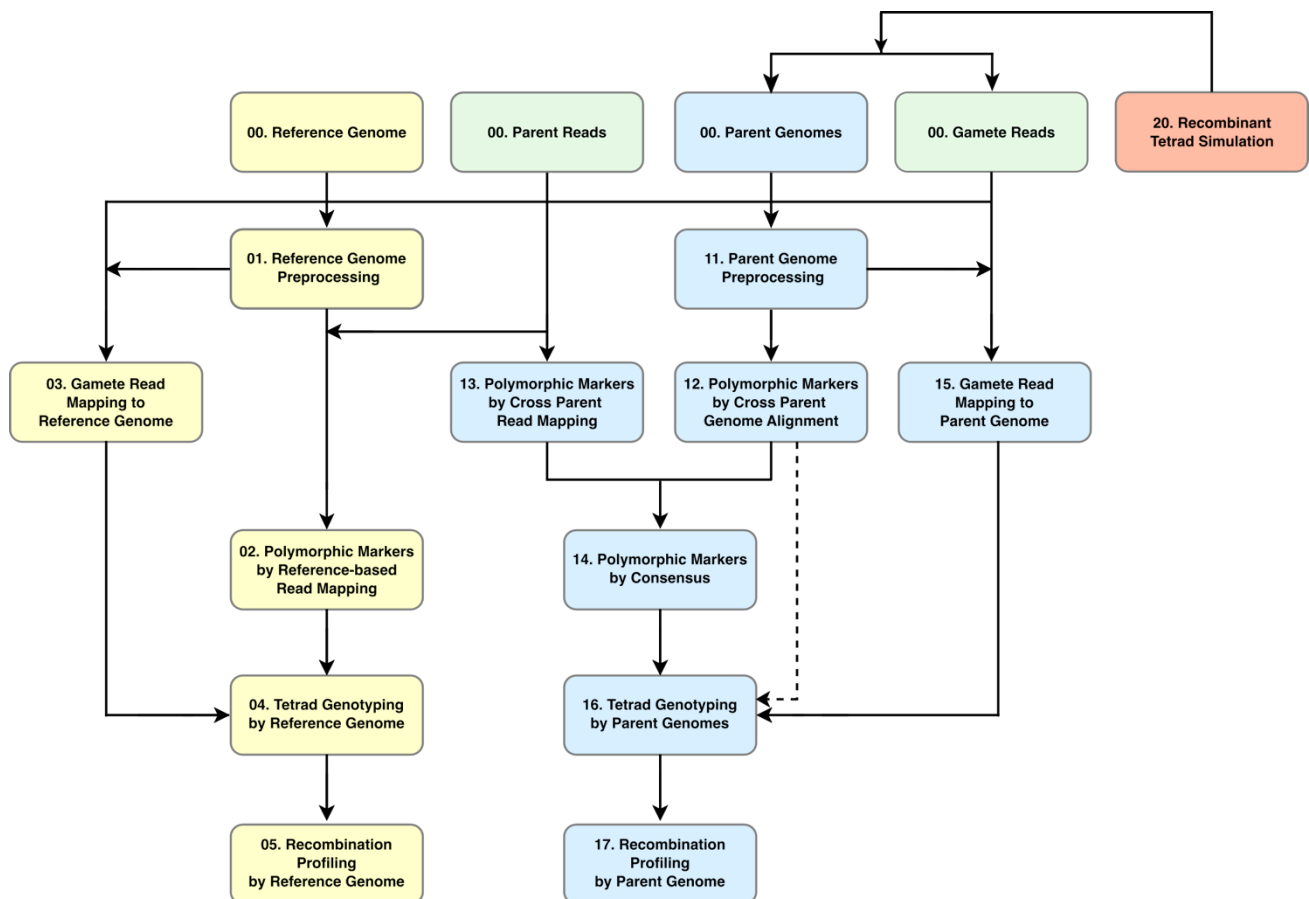 00. Reference Genome
00. Parent Reads
00. Parent Genomes
00. Gamete Reads
20. Recombinant
Tetrad Simulation
01. Reference Genome
Preprocessing
11. Parent Genome
Preprocessing
03. Gamete Read
Mapping to
Reference Genome
13. Polymorphic Markers
by Cross Parent
Read Mapping
12. Polymorphic Markers
by Cross Parent
Genome Alignment
15. Gamete Read
Mapping to
Parent Genome
02. Polymorphic Markers
by Reference-based
Read Mapping
14. Polymorphic Markers
by Consensus
04. Tetrad Genotyping
by Reference Genome
16. Tetrad Genotyping
by Parent Genomes
05. Recombination
Profiling
by Reference Genome
17. Recombination
Profiling
by Parent Genome